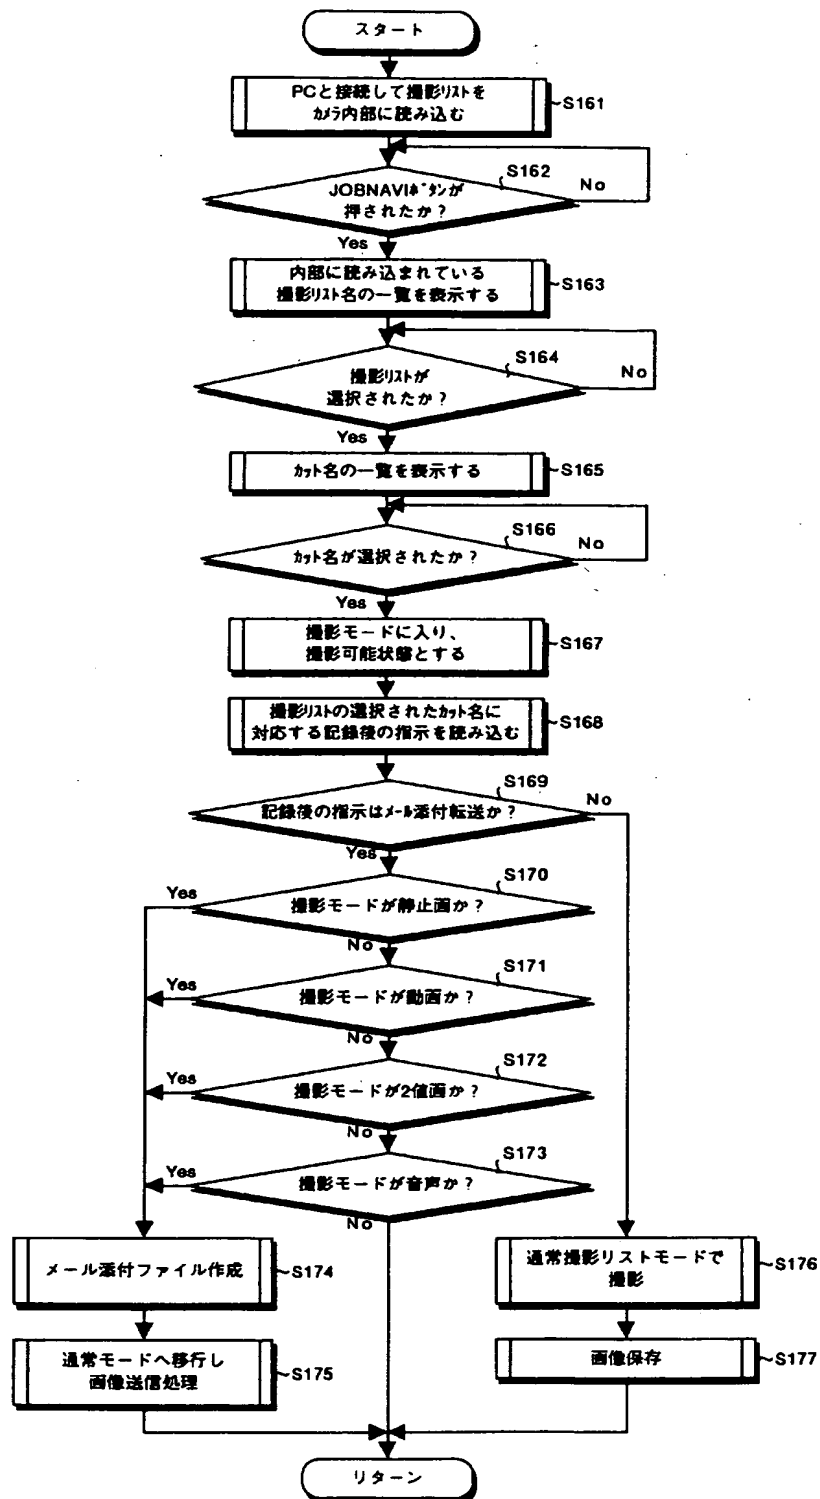 スタート
PCと接続して撮影リストを
カメラ内部に読み込む
S161
S162
JOBNAVIボタンが
押されたか?
No
Yes
内部に読み込まれている
撮影リスト名の一覧を表示する
S163
S164
撮影リストが
選択されたか?
No
Yes
カット名の一覧を表示する
S165
S166
カット名が選択されたか?
No
Yes
撮影モードに入り、
撮影可能状態とする
S167
撮影リストの選択されたカット名に
対応する記録後の指示を読み込む
S168
S169
記録後の指示はメール添付転送か?
No
Yes
S170
Yes
撮影モードが静止画か?
No
S171
Yes
撮影モードが動画か?
No
S172
Yes
撮影モードが2値画か?
No
S173
Yes
撮影モードが音声か?
No
メール添付ファイル作成
S174
通常撮影リストモードで
撮影
S176
通常モードへ移行し
画像送信処理
S175
画像保存
S177
リターン